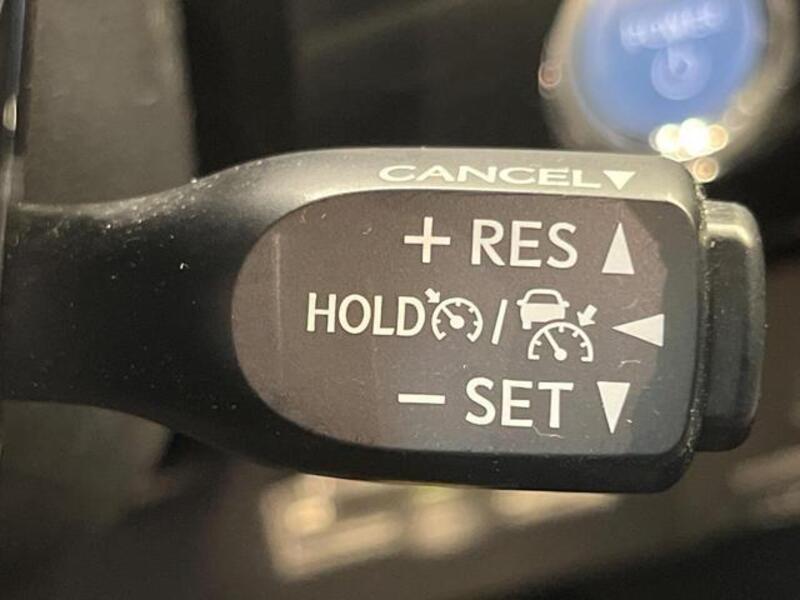 CANCEL▼
+ RES ▲
HOLD / ◀
− SET ▼